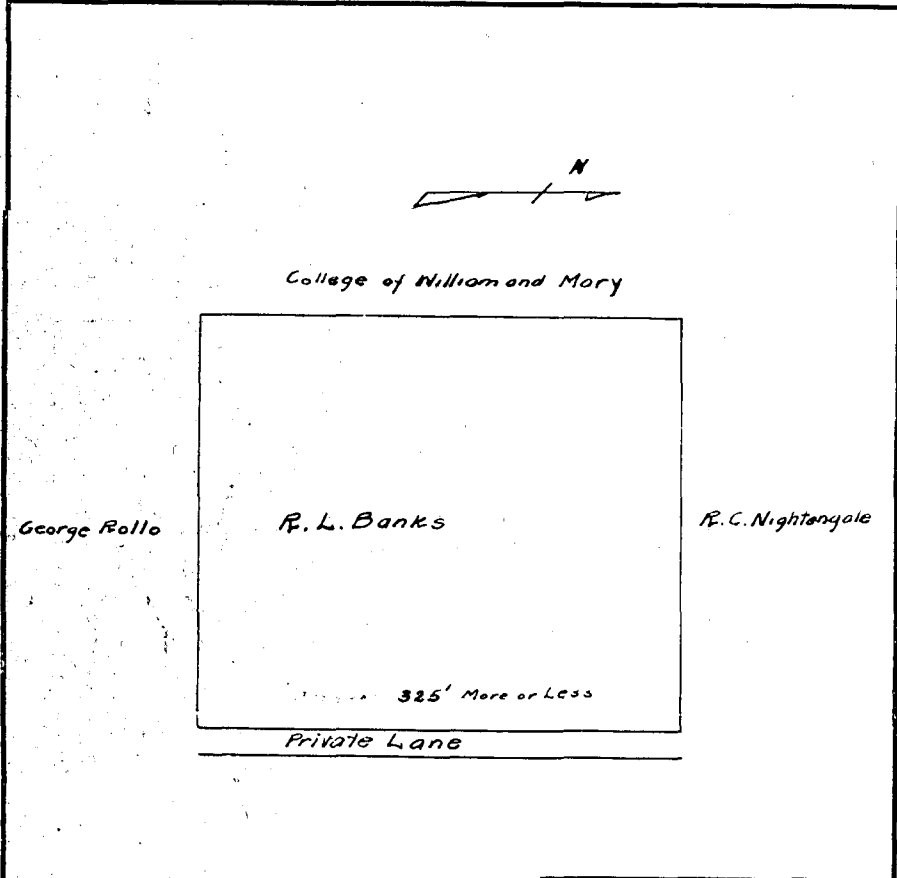 N
College of William and Mary
George Rollo
R. L. Banks
R. C. Nightengale
325' More or Less
Private Lane